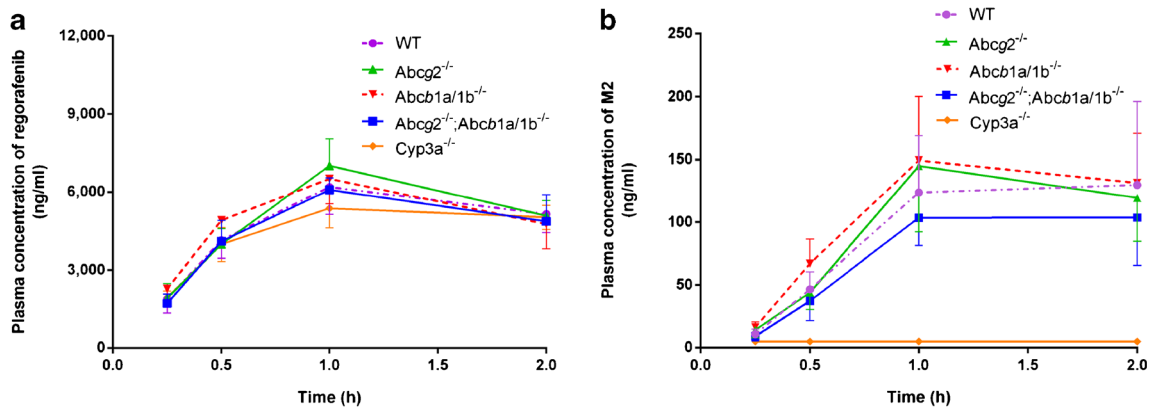 a
Plasma concentration of regorafenib
(ng/ml)
12,000
9,000
6,000
3,000
0
WT
Abcg2-/-
Abcb1a/1b-/-
Abcg2-/-;Abcb1a/1b-/-
Cyp3a-/-
0.0 0.5 1.0 1.5 2.0
Time (h)
b
Plasma concentration of M2
(ng/ml)
250
200
150
100
50
0
WT
Abcg2-/-
Abcb1a/1b-/-
Abcg2-/-;Abcb1a/1b-/-
Cyp3a-/-
0.0 0.5 1.0 1.5 2.0
Time (h)